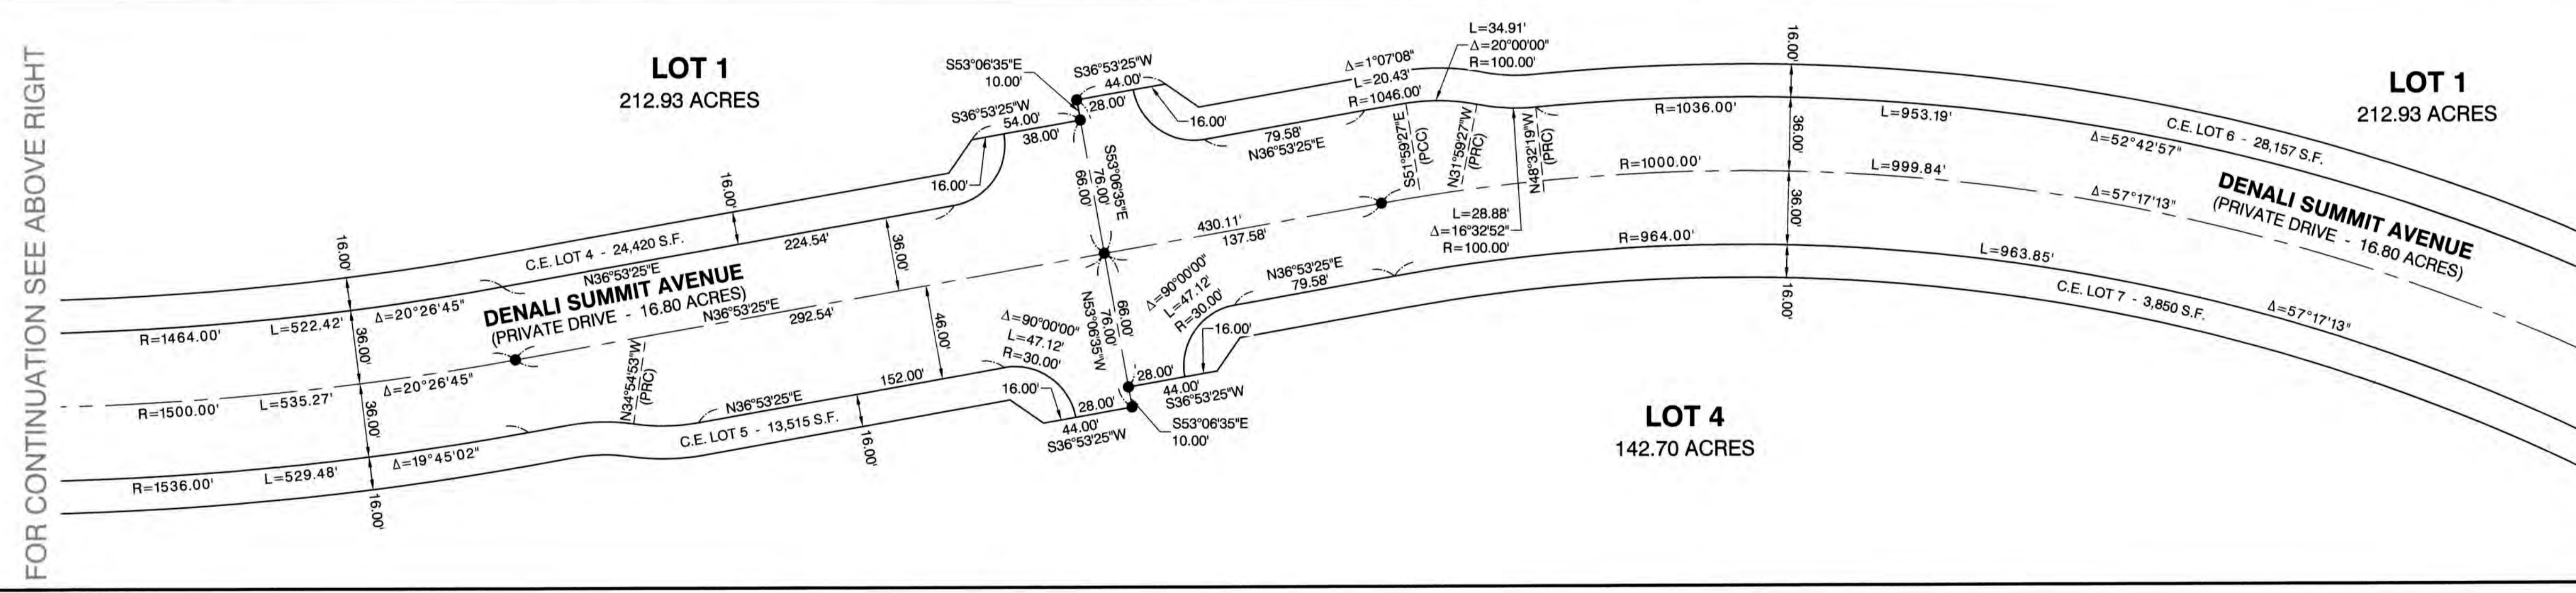 FOR CONTINUATION SEE ABOVE RIGHT
LOT 1
212.93 ACRES
16.00'
16.00'
C.E. LOT 4 - 24,420 S.F.
N36°53'25"E
224.54'
R=1464.00'
L=522.42'
Δ=20°26'45"
36.00'
DENALI SUMMIT AVENUE
(PRIVATE DRIVE - 16.80 ACRES)
N36°53'25"E
292.54'
36.00'
R=1500.00'
L=535.27'
Δ=20°26'45"
36.00'
N34°54'53"W
(PRC)
46.00'
R=1536.00'
L=529.48'
Δ=19°45'02"
16.00'
N36°53'25"E
152.00'
C.E. LOT 5 - 13,515 S.F.
16.00'
Δ=90°00'00"
L=47.12'
R=30.00'
16.00'
28.00'
44.00'
S36°53'25"W
S53°06'35"E
10.00'
S36°53'25"W
54.00'
38.00'
16.00'
S53°06'35"E
10.00'
S36°53'25"W
44.00'
28.00'
16.00'
S53°06'35"E
76.00'
66.00'
66.00'
76.00'
N53°06'35"W
430.11'
137.58'
79.58'
N36°53'25"E
Δ=1°07'08"
L=20.43'
R=1046.00'
L=34.91'
Δ=20°00'00"
R=100.00'
S51°59'27"E
(PCC)
N31°59'27"W
(PRC)
N48°32'19"W
(PRC)
L=28.88'
Δ=16°32'52"
R=100.00'
Δ=90°00'00"
L=47.12'
R=30.00'
N36°53'25"E
79.58'
16.00'
28.00'
44.00'
S36°53'25"W
16.00'
R=1036.00'
L=953.19'
Δ=52°42'57"
36.00'
R=1000.00'
L=999.84'
Δ=57°17'13"
36.00'
R=964.00'
L=963.85'
Δ=57°17'13"
16.00'
C.E. LOT 6 - 28,157 S.F.
DENALI SUMMIT AVENUE
(PRIVATE DRIVE - 16.80 ACRES)
C.E. LOT 7 - 3,850 S.F.
LOT 1
212.93 ACRES
LOT 4
142.70 ACRES